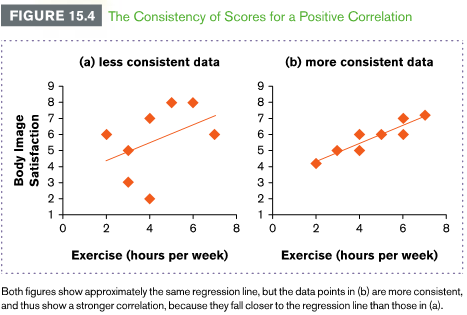 FIGURE 15.4 The Consistency of Scores for a Positive Correlation
(a) less consistent data
9
8
7
6
5
4
3
2
1
0 2 4 6 8
Body Image
Satisfaction
Exercise (hours per week)
(b) more consistent data
9
8
7
6
5
4
3
2
1
0 2 4 6 8
Exercise (hours per week)
Both figures show approximately the same regression line, but the data points in (b) are more consistent,
and thus show a stronger correlation, because they fall closer to the regression line than those in (a).